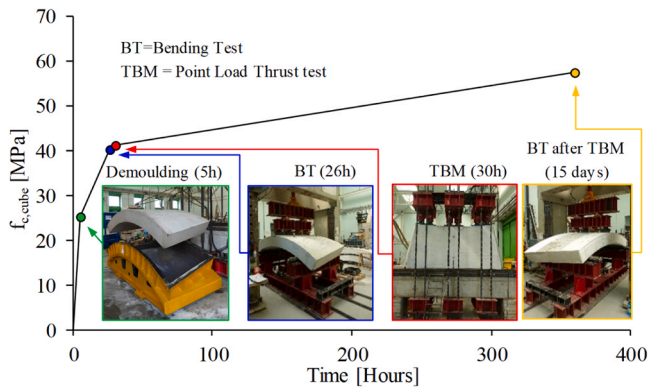 BT=Bending Test
TBM = Point Load Thrust test
f_c,cube [MPa]
70
60
50
40
30
20
10
0
Demoulding (5h)
BT (26h)
TBM (30h)
BT after TBM
(15 days)
0
100
200
300
400
Time [Hours]